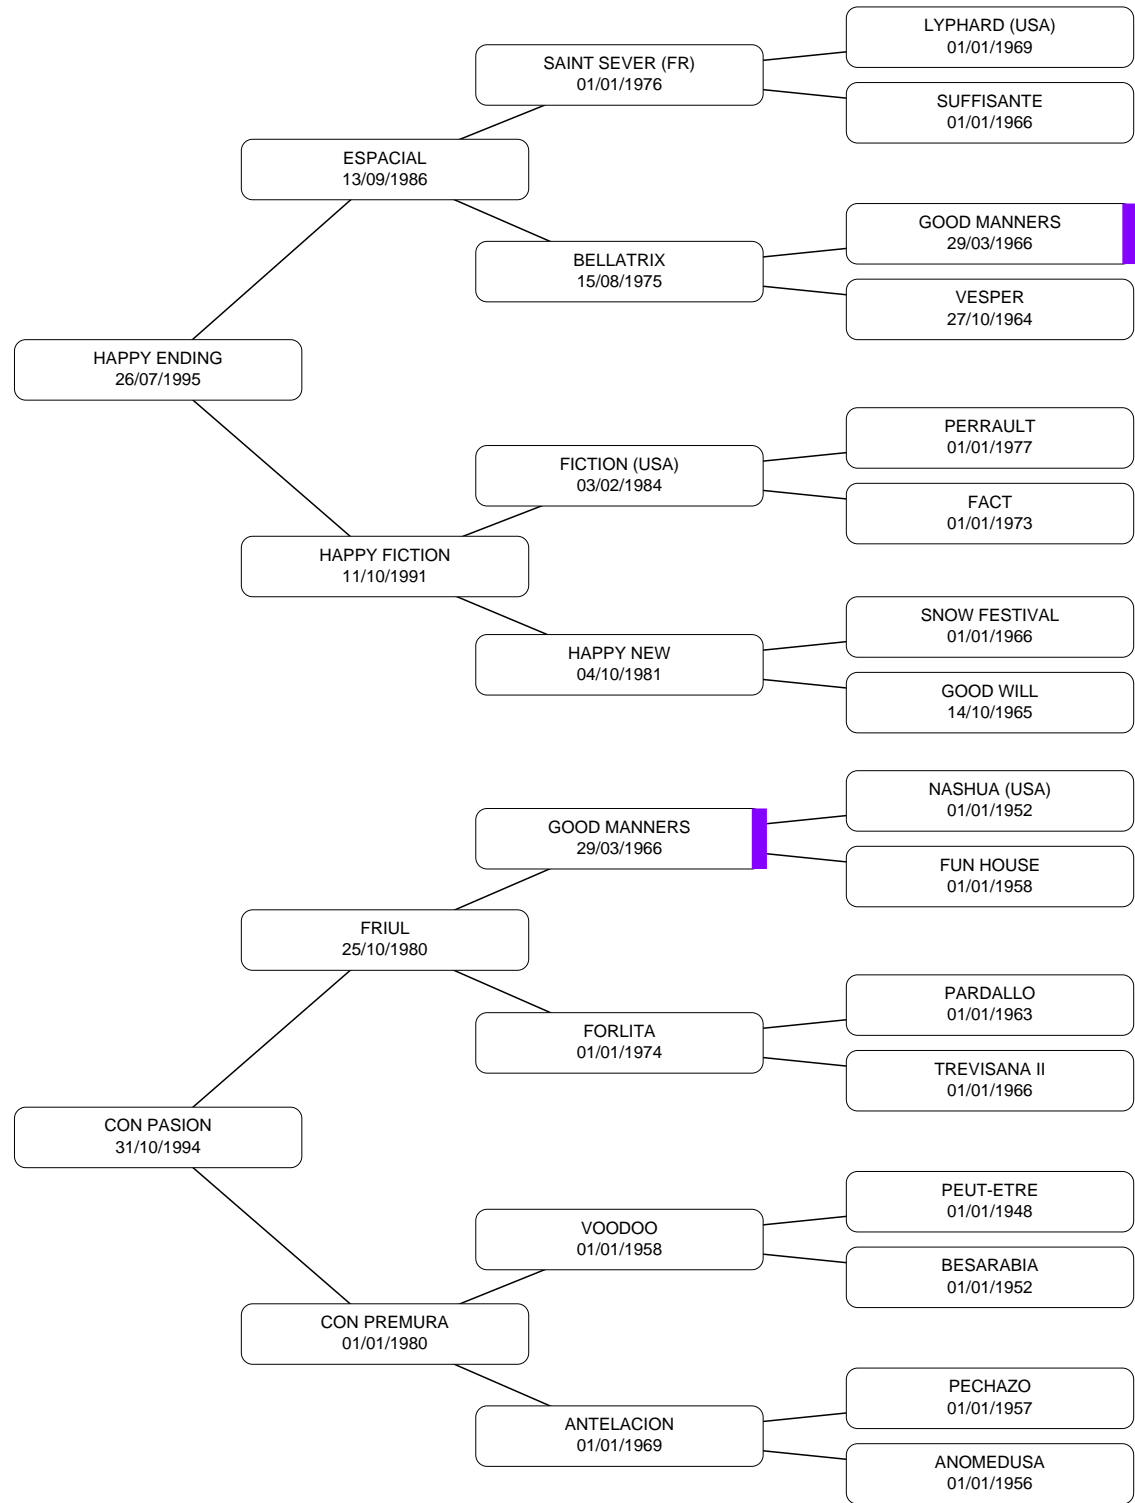 LYPHARD (USA)
01/01/1969
SAINT SEVER (FR)
01/01/1976
SUFFISANTE
01/01/1966
ESPACIAL
13/09/1986
GOOD MANNERS
29/03/1966
BELLATRIX
15/08/1975
VESPER
27/10/1964
HAPPY ENDING
26/07/1995
PERRAULT
01/01/1977
FICTION (USA)
03/02/1984
FACT
01/01/1973
HAPPY FICTION
11/10/1991
SNOW FESTIVAL
01/01/1966
HAPPY NEW
04/10/1981
GOOD WILL
14/10/1965
NASHUA (USA)
01/01/1952
GOOD MANNERS
29/03/1966
FUN HOUSE
01/01/1958
FRIUL
25/10/1980
PARDALLO
01/01/1963
FORLITA
01/01/1974
TREVISANA II
01/01/1966
CON PASION
31/10/1994
PEUT-ETRE
01/01/1948
VOODOO
01/01/1958
BESARABIA
01/01/1952
CON PREMURA
01/01/1980
PECHAZO
01/01/1957
ANTELACION
01/01/1969
ANOMEDUSA
01/01/1956